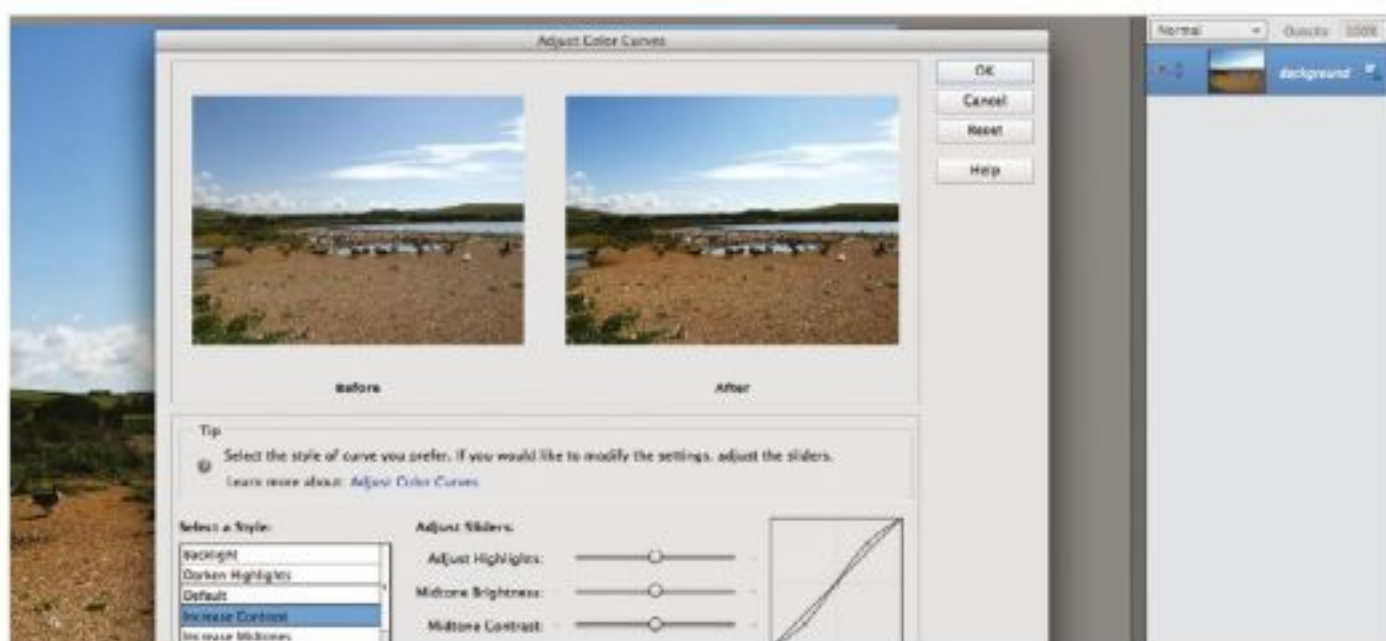 Adjust Color Curves
Normal
Opacity: 100%
OK
Cancel
Reset
Help
Background
Before
After
Tip
Select the style of curve you prefer. If you would like to modify the settings, adjust the sliders.
Learn more about: Adjust Color Curves
Select a Style:
Adjust Sliders:
Backlight
Darken Highlights
Default
Increase Contrast
Increase Midtones
Adjust Highlights:
Midtone Brightness:
Midtone Contrast: